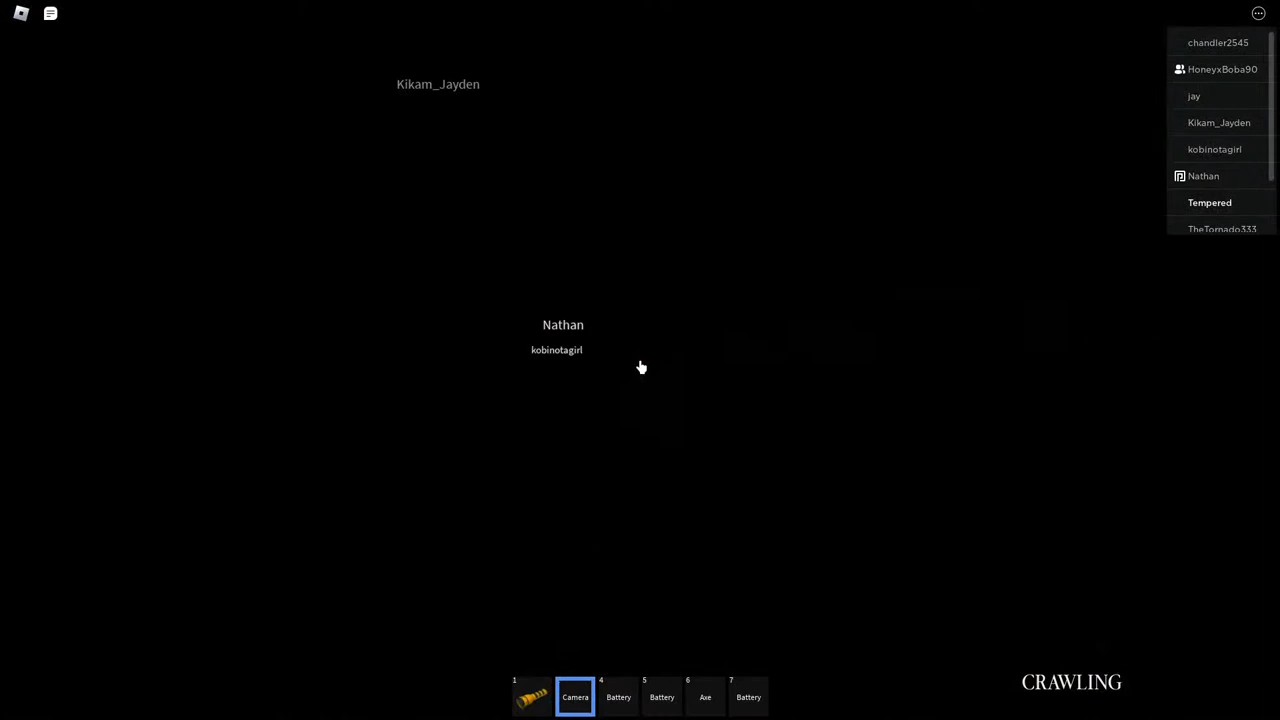 chandler2545
Kikam_Jayden
HoneyxBoba90
jay
Kikam_Jayden
kobinotagirl
Nathan
Tempered
TheTornado333
Nathan
kobinotagirl
1
Camera
4
Battery
5
Battery
6
Axe
7
Battery
CRAWLING